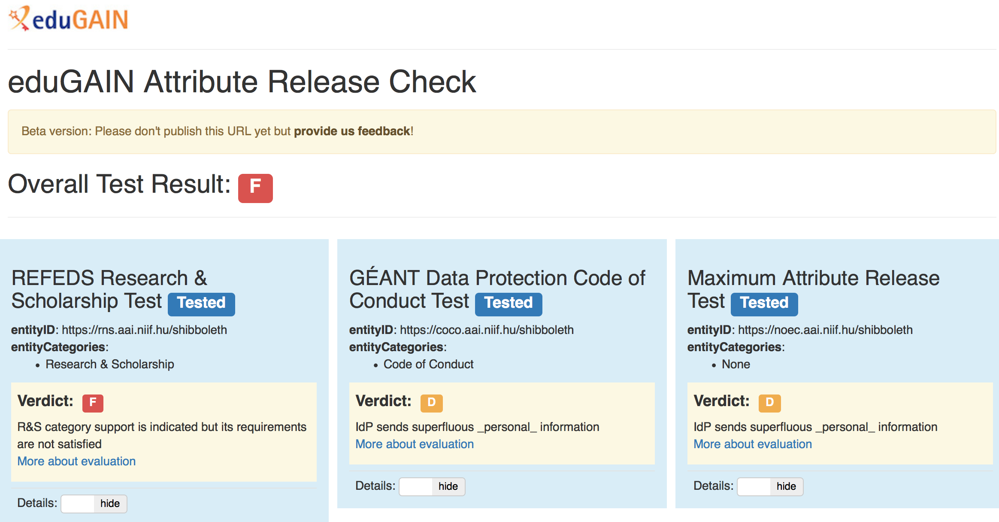 eduGAIN
eduGAIN Attribute Release Check
Beta version: Please don't publish this URL yet but provide us feedback!
Overall Test Result: F
REFEDS Research &
Scholarship Test Tested
entityID: https://rns.aai.niif.hu/shibboleth
entityCategories:
• Research & Scholarship
Verdict: F
R&S category support is indicated but its requirements
are not satisfied
More about evaluation
Details: hide
GÉANT Data Protection Code of
Conduct Test Tested
entityID: https://coco.aai.niif.hu/shibboleth
entityCategories:
• Code of Conduct
Verdict: D
IdP sends superfluous _personal_ information
More about evaluation
Details: hide
Maximum Attribute Release
Test Tested
entityID: https://noec.aai.niif.hu/shibboleth
entityCategories:
• None
Verdict: D
IdP sends superfluous _personal_ information
More about evaluation
Details: hide